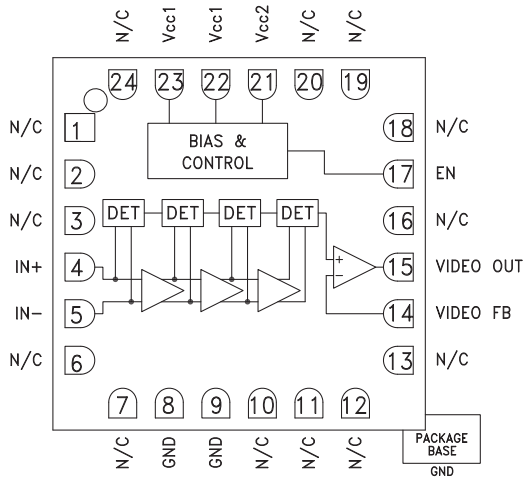 N/C Vcc1 Vcc1 Vcc2 N/C N/C
24 23 22 21 20 19
N/C 1 18 N/C
BIAS &
CONTROL
N/C 2 17 EN
N/C 3 DET DET DET DET 16 N/C
IN+ 4 + 15 VIDEO OUT
−
IN- 5 14 VIDEO FB
N/C 6 13 N/C
7 8 9 10 11 12
N/C GND GND N/C N/C N/C
PACKAGE
BASE
GND